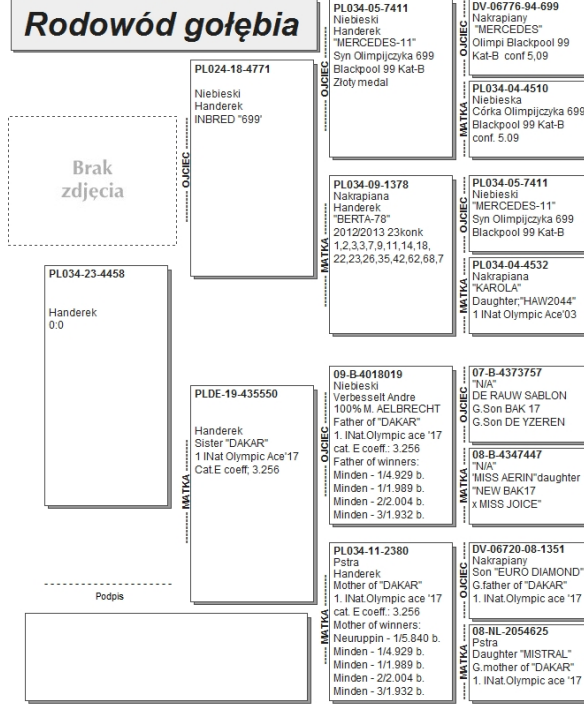 Rodowód gołębia
Brak
zdjęcia
PL034-23-4458
Handerek
0:0
Podpis
OJCIEC
PL024-18-4771
Niebieski
Handerek
INBRED "699'
MATKA
PLDE-19-435550
Handerek
Sister "DAKAR"
1 INat Olympic Ace'17
Cat.E coeff; 3.256
OJCIEC
PL034-05-7411
Niebieski
Handerek
"MERCEDES-11"
Syn Olimpijczyka 699
Blackpool 99 Kat-B
Złoty medal
MATKA
PL034-09-1378
Nakrapiana
Handerek
"BERTA-78"
2012/2013 23konk
1,2,3,3,7,9,11,14,18,
22,23,26,35,42,62,68,7
OJCIEC
09-B-4018019
Niebieski
Verbesselt Andre
100% M. AELBRECHT
Father of "DAKAR"
1. INat.Olympic ace '17
cat. E coeff.: 3.256
Father of winners:
Minden - 1/4.929 b.
Minden - 1/1.989 b.
Minden - 2/2.004 b.
Minden - 3/1.932 b.
MATKA
PL034-11-2380
Pstra
Handerek
Mother of "DAKAR"
1. INat.Olympic ace '17
cat. E coeff.: 3.256
Mother of winners:
Neuruppin - 1/5.840 b.
Minden - 1/4.929 b.
Minden - 1/1.989 b.
Minden - 2/2.004 b.
Minden - 3/1.932 b.
OJCIEC
DV-06776-94-699
Nakrapiany
"MERCEDES"
Olimpi Blackpool 99
Kat-B conf 5,09
MATKA
PL034-04-4510
Niebieska
Córka Olimpijczyka 699
Blackpool 99 Kat-B
conf. 5.09
OJCIEC
PL034-05-7411
Niebieski
"MERCEDES-11"
Syn Olimpijczyka 699
Blackpool 99 Kat-B
MATKA
PL034-04-4532
Nakrapiana
"KAROLA"
Daughter;"HAW2044"
1 INat Olympic Ace'03
OJCIEC
07-B-4373757
"N/A"
DE RAUW SABLON
G.Son BAK 17
G.Son DE YZEREN
MATKA
08-B-4347447
"N/A"
"MISS AERIN"daughter
"NEW BAK17
x MISS JOICE"
OJCIEC
DV-06720-08-1351
Nakrapiany
Son "EURO DIAMOND"
G.father of "DAKAR"
1. INat.Olympic ace '17
MATKA
08-NL-2054625
Pstra
Daughter "MISTRAL"
G.mother of "DAKAR"
1. INat.Olympic ace '17